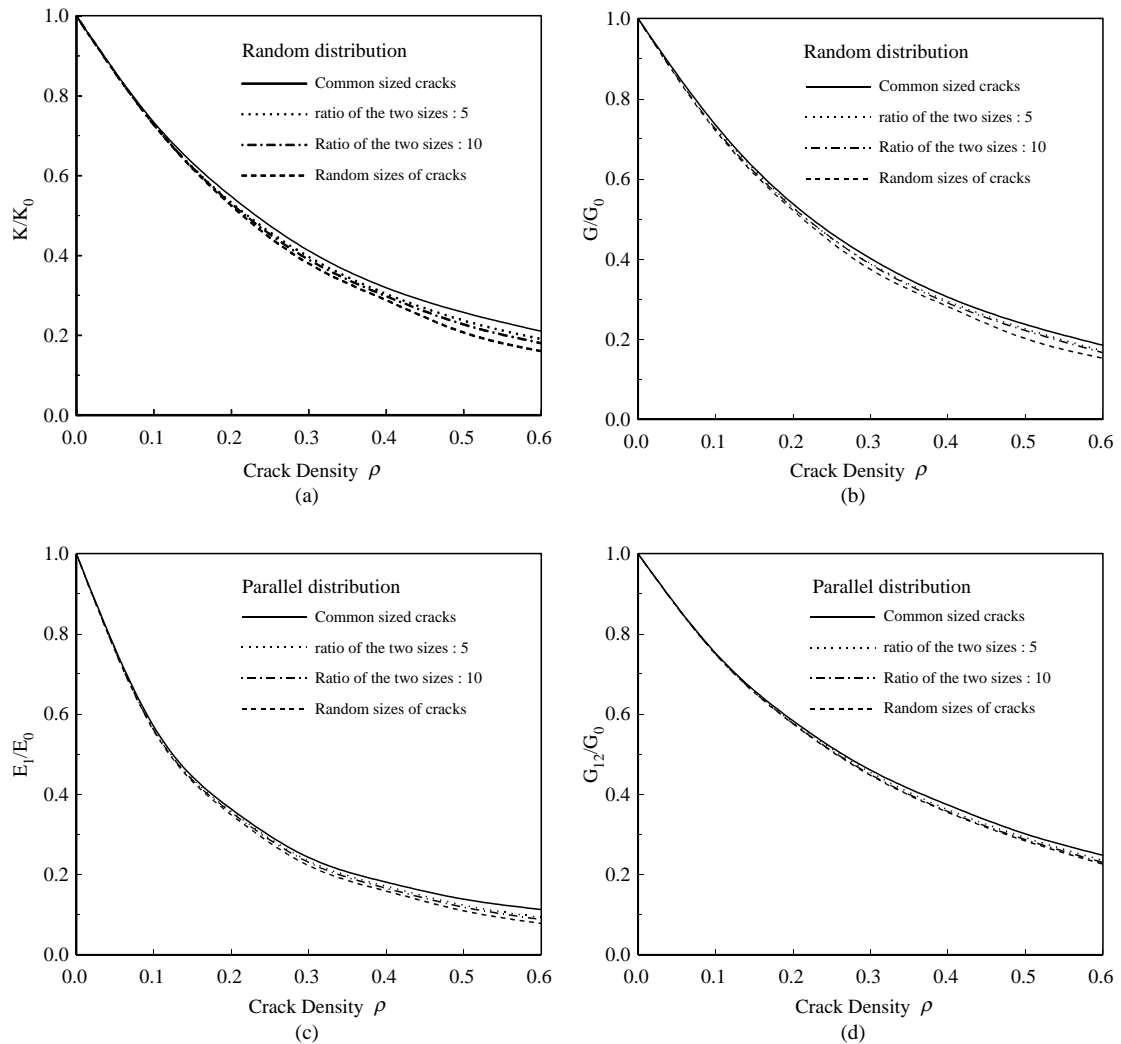 1.0
0.8
0.6
0.4
0.2
0.0
K/K0
Random distribution
Common sized cracks
ratio of the two sizes : 5
Ratio of the two sizes : 10
Random sizes of cracks
0.0 0.1 0.2 0.3 0.4 0.5 0.6
Crack Density ρ
(a)
1.0
0.8
0.6
0.4
0.2
0.0
G/G0
Random distribution
Common sized cracks
ratio of the two sizes : 5
Ratio of the two sizes : 10
Random sizes of cracks
0.0 0.1 0.2 0.3 0.4 0.5 0.6
Crack Density ρ
(b)
1.0
0.8
0.6
0.4
0.2
0.0
E1/E0
Parallel distribution
Common sized cracks
ratio of the two sizes : 5
Ratio of the two sizes : 10
Random sizes of cracks
0.0 0.1 0.2 0.3 0.4 0.5 0.6
Crack Density ρ
(c)
1.0
0.8
0.6
0.4
0.2
0.0
G12/G0
Parallel distribution
Common sized cracks
ratio of the two sizes : 5
Ratio of the two sizes : 10
Random sizes of cracks
0.0 0.1 0.2 0.3 0.4 0.5 0.6
Crack Density ρ
(d)